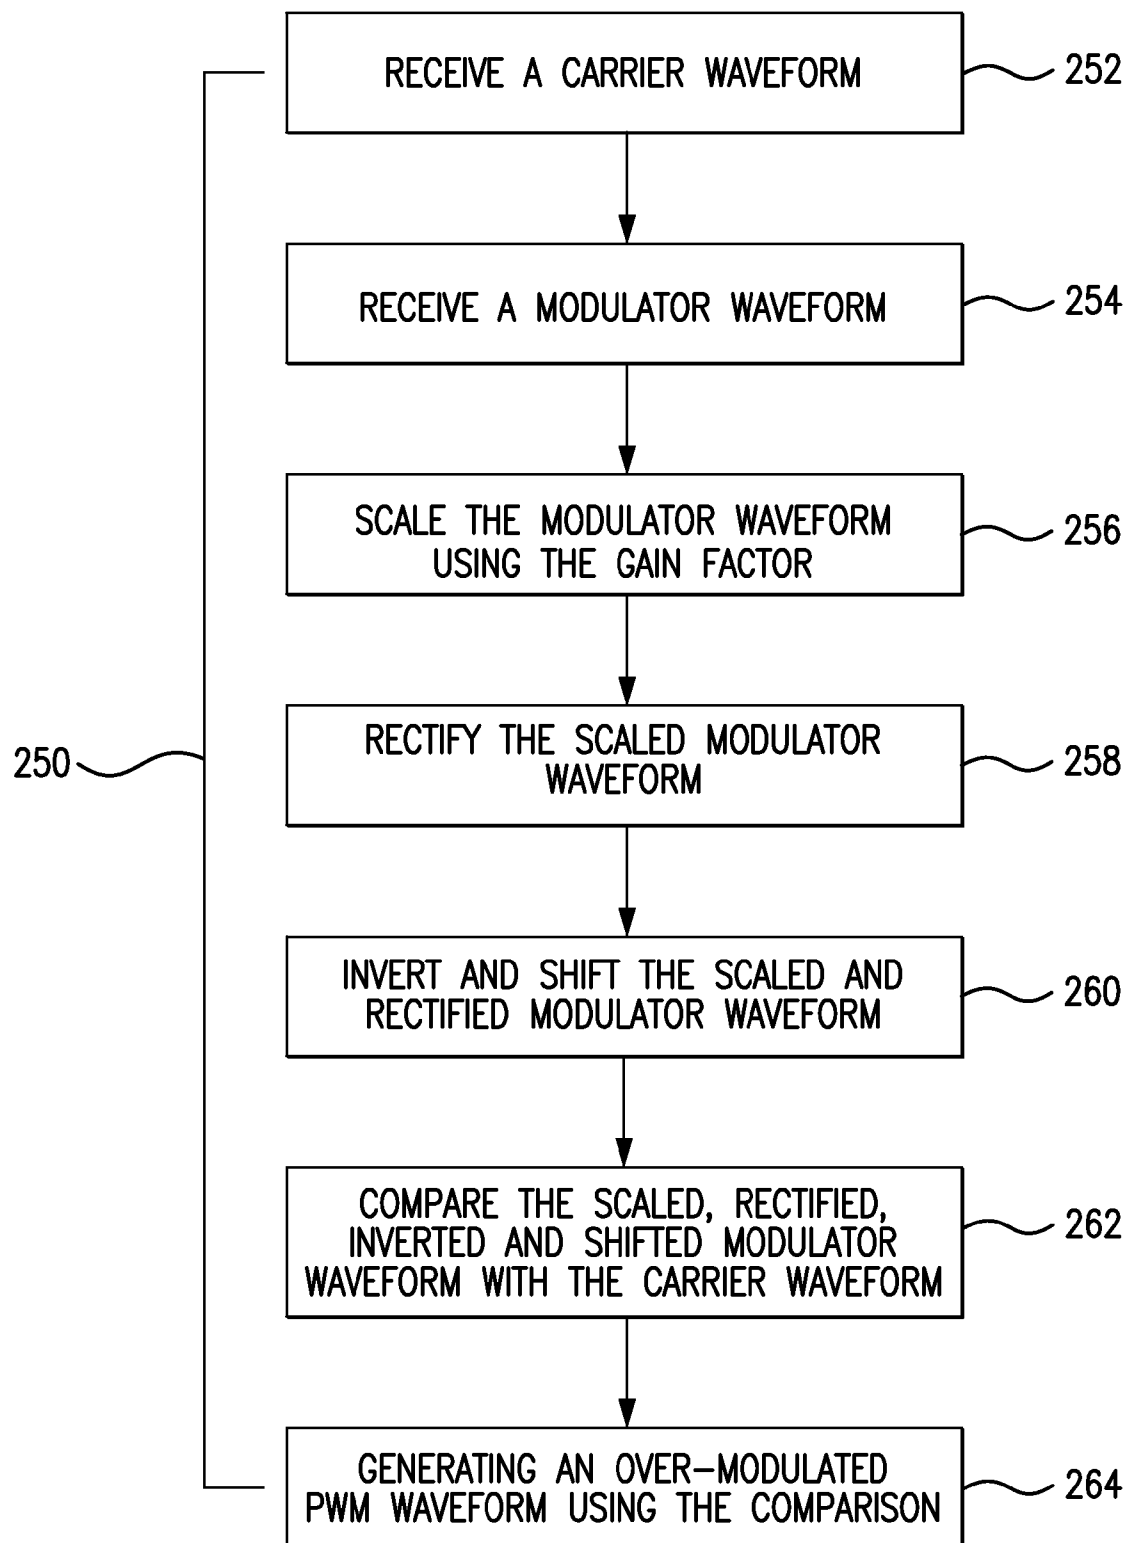 RECEIVE A CARRIER WAVEFORM
252
RECEIVE A MODULATOR WAVEFORM
254
SCALE THE MODULATOR WAVEFORM
USING THE GAIN FACTOR
256
RECTIFY THE SCALED MODULATOR
WAVEFORM
258
250
INVERT AND SHIFT THE SCALED AND
RECTIFIED MODULATOR WAVEFORM
260
COMPARE THE SCALED, RECTIFIED,
INVERTED AND SHIFTED MODULATOR
WAVEFORM WITH THE CARRIER WAVEFORM
262
GENERATING AN OVER-MODULATED
PWM WAVEFORM USING THE COMPARISON
264